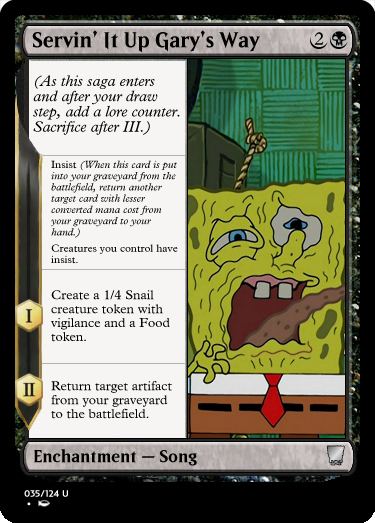 Servin' It Up Gary's Way 2
(As this saga enters
and after your draw
step, add a lore counter.
Sacrifice after III.)
Insist (When this card is put
into your graveyard from the
battlefield, return another
target card with lesser
converted mana cost from
your graveyard to your
hand.)
Creatures you control have
insist.
I
Create a 1/4 Snail
creature token with
vigilance and a Food
token.
II
Return target artifact
from your graveyard
to the battlefield.
Enchantment — Song
035/124 U